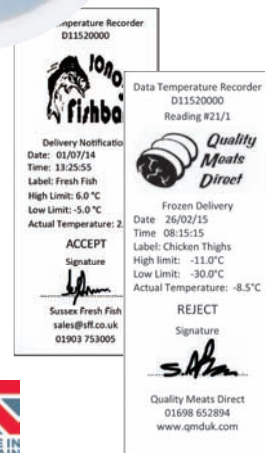 Temperature Recorder
D11520000
Fishba
Delivery Notificatio
Date: 01/07/14
Time: 13:25:55
Label: Fresh Fish
High Limit: 6.0 °C
Low Limit: -5.0 °C
Actual Temperature: 2.
ACCEPT
Signature
Sussex Fresh Fish
sales@sff.co.uk
01903 753005
Data Temperature Recorder
D11520000
Reading #21/1
Quality
Meats
Direct
Frozen Delivery
Date 26/02/15
Time 08:15:15
Label: Chicken Thighs
High limit: -11.0°C
Low Limit: -30.0°C
Actual Temperature: -8.5°C
REJECT
Signature
Quality Meats Direct
01698 652894
www.qmduk.com